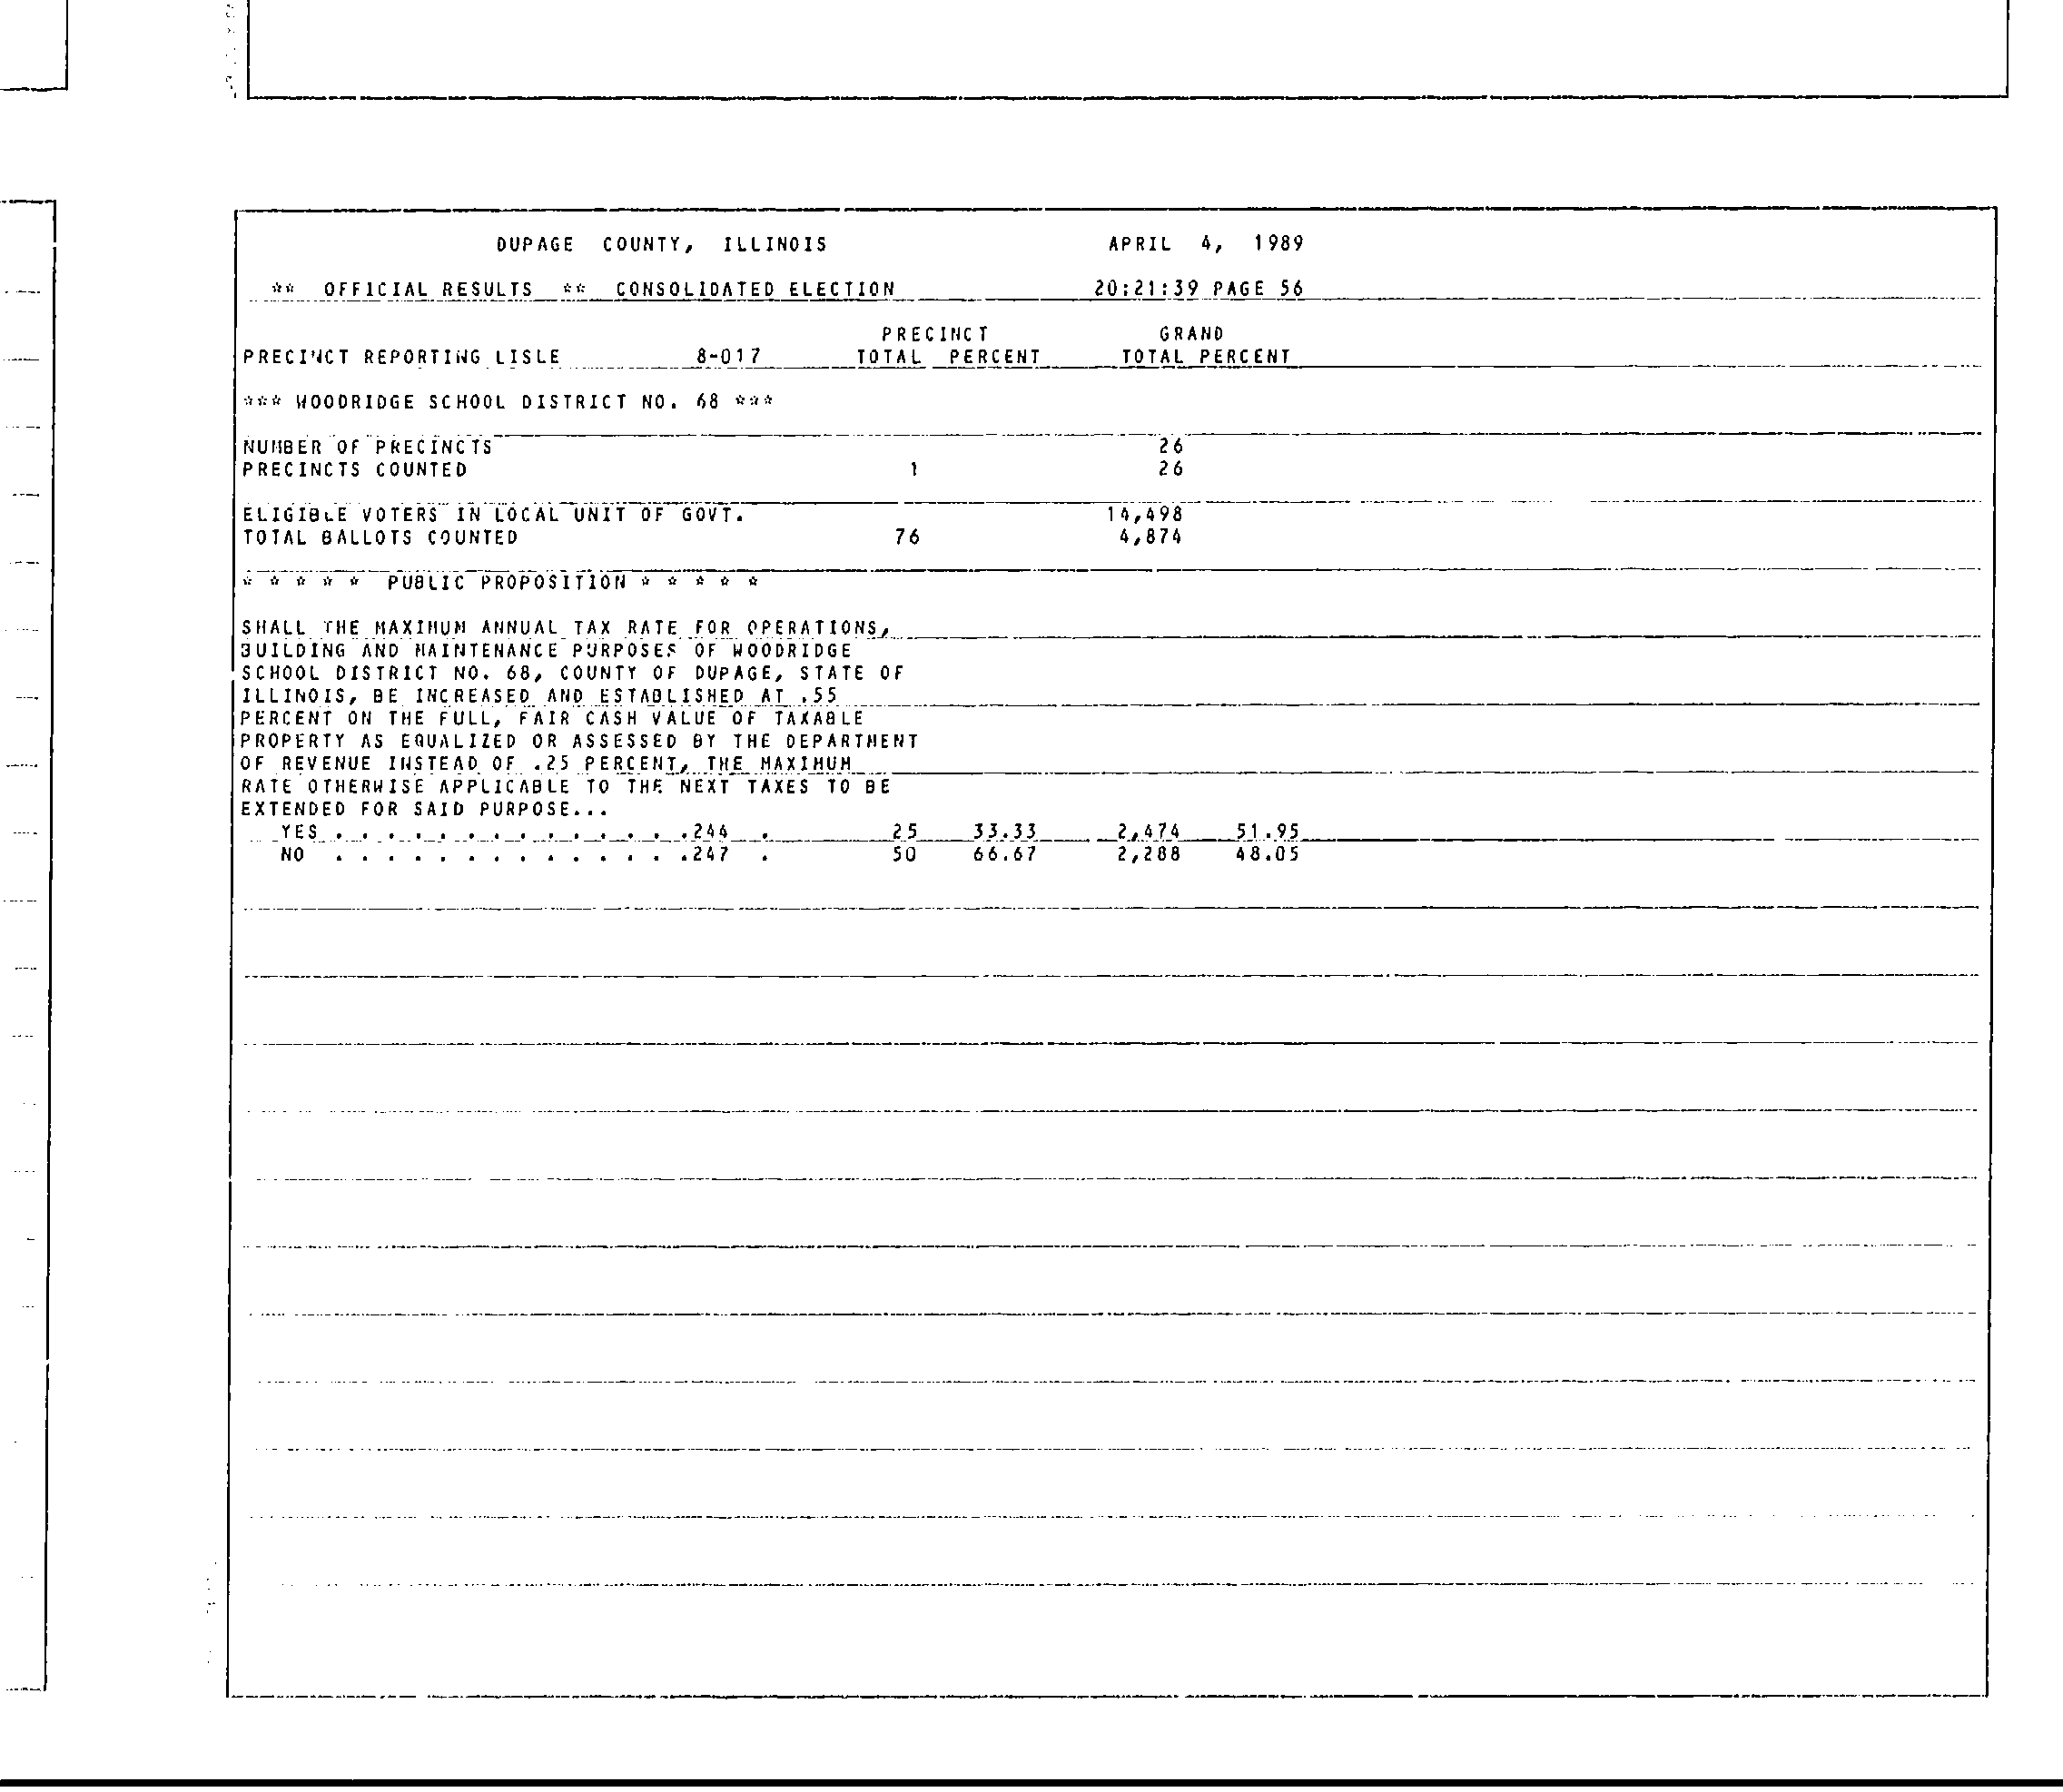 DUPAGE COUNTY, ILLINOIS APRIL 4, 1989
** OFFICIAL RESULTS ** CONSOLIDATED ELECTION 20:21:39 PAGE 56
PRECINCT GRAND
PRECINCT REPORTING LISLE 8-017 TOTAL PERCENT TOTAL PERCENT
*** WOODRIDGE SCHOOL DISTRICT NO. 68 ***
NUMBER OF PRECINCTS 26
PRECINCTS COUNTED 1 26
ELIGIBLE VOTERS IN LOCAL UNIT OF GOVT. 14,498
TOTAL BALLOTS COUNTED 76 4,874
* * * * * PUBLIC PROPOSITION * * * * *
SHALL THE MAXIMUM ANNUAL TAX RATE FOR OPERATIONS,
BUILDING AND MAINTENANCE PURPOSES OF WOODRIDGE
SCHOOL DISTRICT NO. 68, COUNTY OF DUPAGE, STATE OF
ILLINOIS, BE INCREASED AND ESTABLISHED AT .55
PERCENT ON THE FULL, FAIR CASH VALUE OF TAXABLE
PROPERTY AS EQUALIZED OR ASSESSED BY THE DEPARTMENT
OF REVENUE INSTEAD OF .25 PERCENT, THE MAXIMUM
RATE OTHERWISE APPLICABLE TO THE NEXT TAXES TO BE
EXTENDED FOR SAID PURPOSE...
YES . . . . . . . . . . . . . .244 . 25 33.33 2,474 51.95
NO . . . . . . . . . . . . . .247 . 50 66.67 2,288 48.05